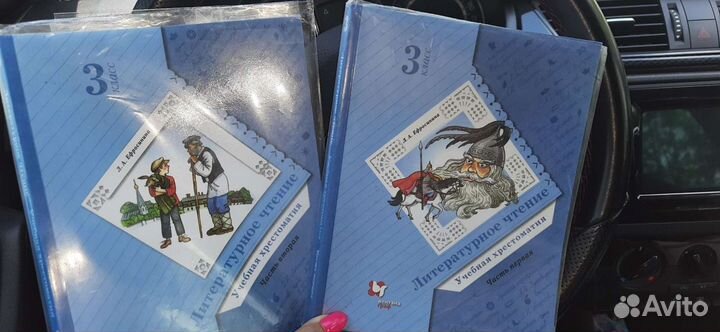 3
класс
Л. А. Ефросинина
Литературное чтение
Учебная хрестоматия
Часть вторая
3
класс
Л. А. Ефросинина
Литературное чтение
Учебная хрестоматия
Часть первая
Avito